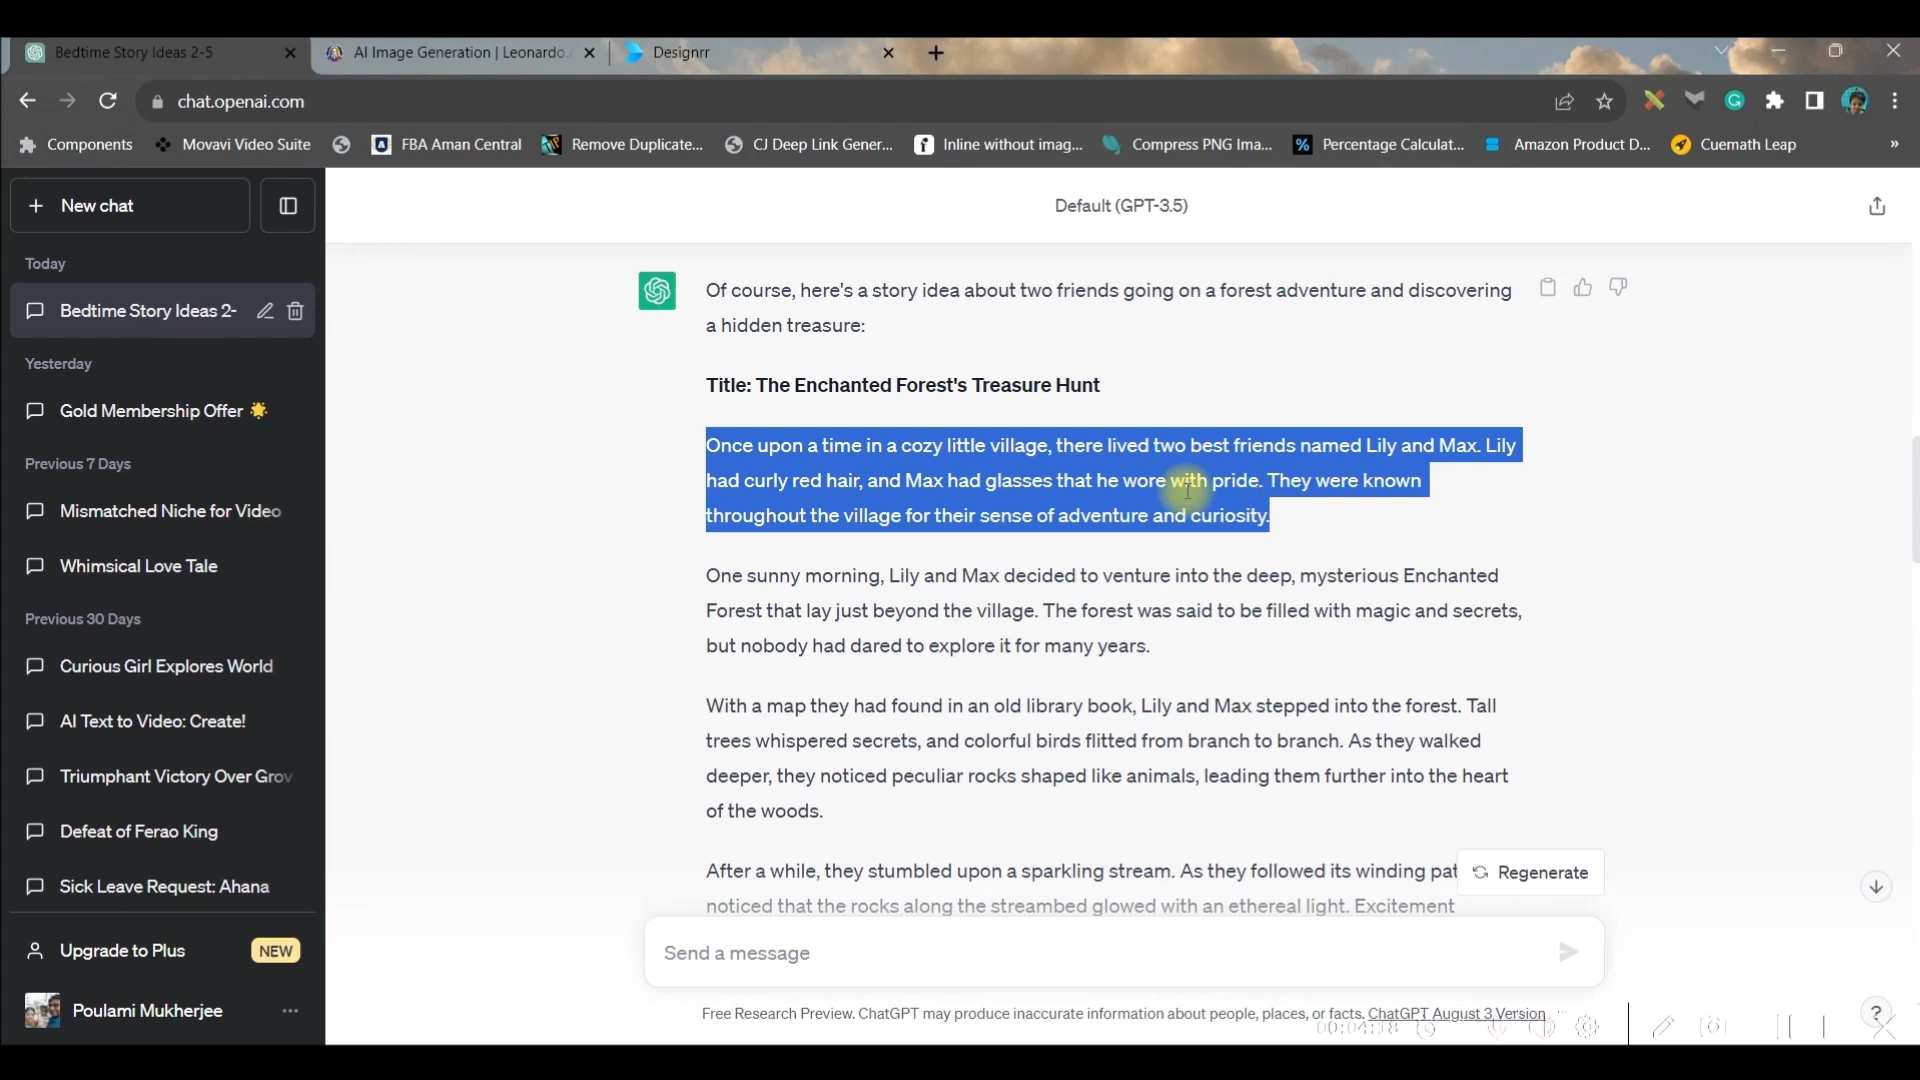 Bedtime Story Ideas 2-5
AI Image Generation | Leonardo.
Designrr
chat.openai.com
Components
Movavi Video Suite
FBA Aman Central
Remove Duplicate...
CJ Deep Link Gener...
Inline without imag...
Compress PNG Ima...
Percentage Calculat...
Amazon Product D...
Cuemath Leap
»
New chat
Today
Bedtime Story Ideas 2-
Yesterday
Gold Membership Offer 🌟
Previous 7 Days
Mismatched Niche for Video
Whimsical Love Tale
Previous 30 Days
Curious Girl Explores World
AI Text to Video: Create!
Triumphant Victory Over Grov
Defeat of Ferao King
Sick Leave Request: Ahana
Upgrade to Plus
NEW
Poulami Mukherjee
Default (GPT-3.5)
Of course, here's a story idea about two friends going on a forest adventure and discovering
a hidden treasure:
Title: The Enchanted Forest's Treasure Hunt
Once upon a time in a cozy little village, there lived two best friends named Lily and Max. Lily
had curly red hair, and Max had glasses that he wore with pride. They were known
throughout the village for their sense of adventure and curiosity.
One sunny morning, Lily and Max decided to venture into the deep, mysterious Enchanted
Forest that lay just beyond the village. The forest was said to be filled with magic and secrets,
but nobody had dared to explore it for many years.
With a map they had found in an old library book, Lily and Max stepped into the forest. Tall
trees whispered secrets, and colorful birds flitted from branch to branch. As they walked
deeper, they noticed peculiar rocks shaped like animals, leading them further into the heart
of the woods.
After a while, they stumbled upon a sparkling stream. As they followed its winding pat
noticed that the rocks along the streambed glowed with an ethereal light. Excitement
Regenerate
Send a message
Free Research Preview. ChatGPT may produce inaccurate information about people, places, or facts. ChatGPT August 3 Version
?